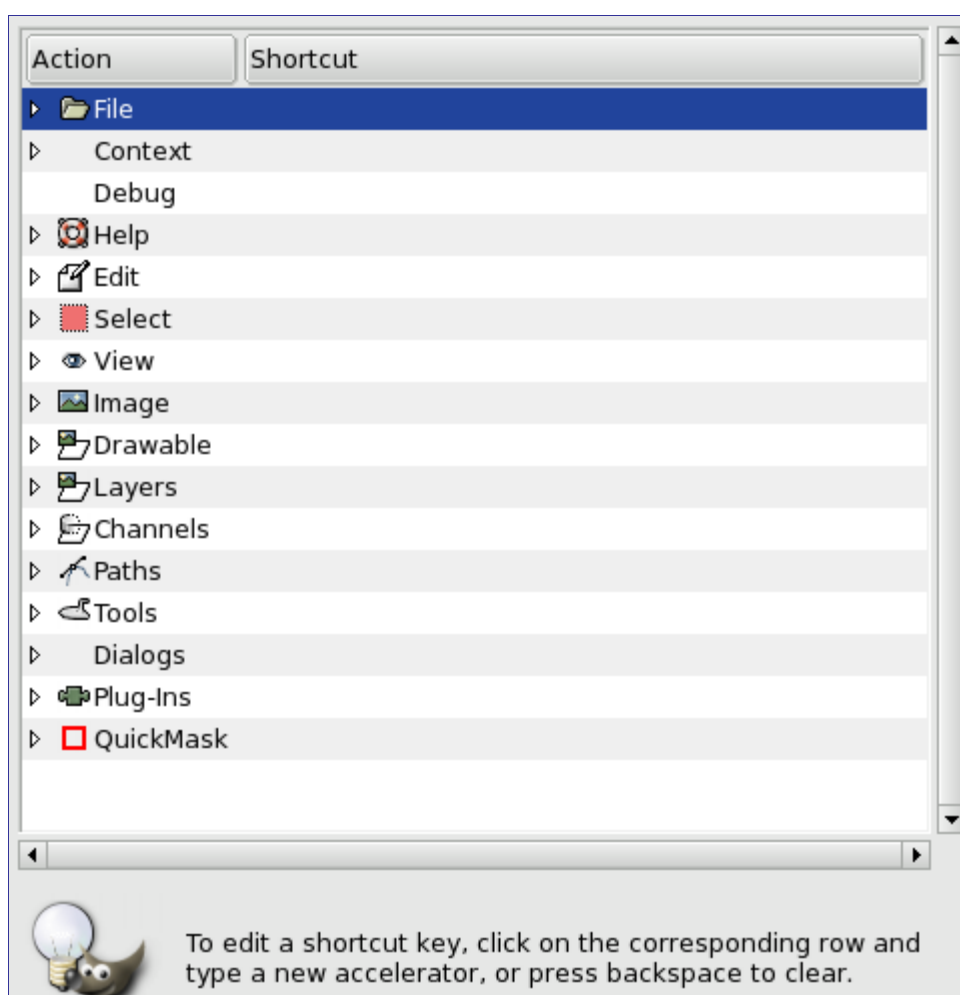 Action Shortcut
File
Context
Debug
Help
Edit
Select
View
Image
Drawable
Layers
Channels
Paths
Tools
Dialogs
Plug-Ins
QuickMask
To edit a shortcut key, click on the corresponding row and
type a new accelerator, or press backspace to clear.